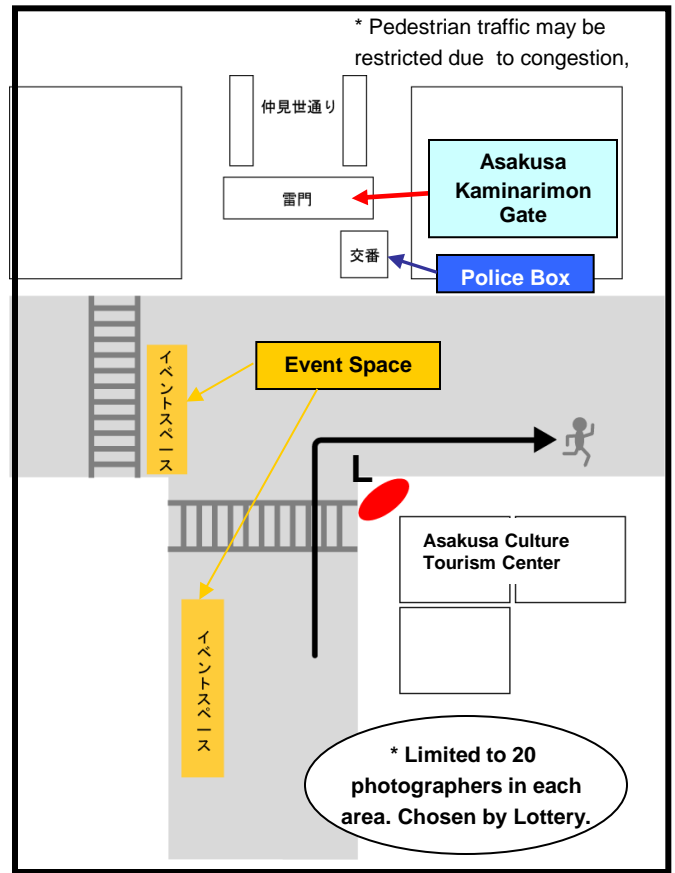 * Pedestrian traffic may be
restricted due to congestion,
仲見世通り
雷門
Asakusa
Kaminarimon
Gate
交番
Police Box
イベントスペース
Event Space
L
Asakusa Culture
Tourism Center
イベントスペース
* Limited to 20
photographers in each
area. Chosen by Lottery.